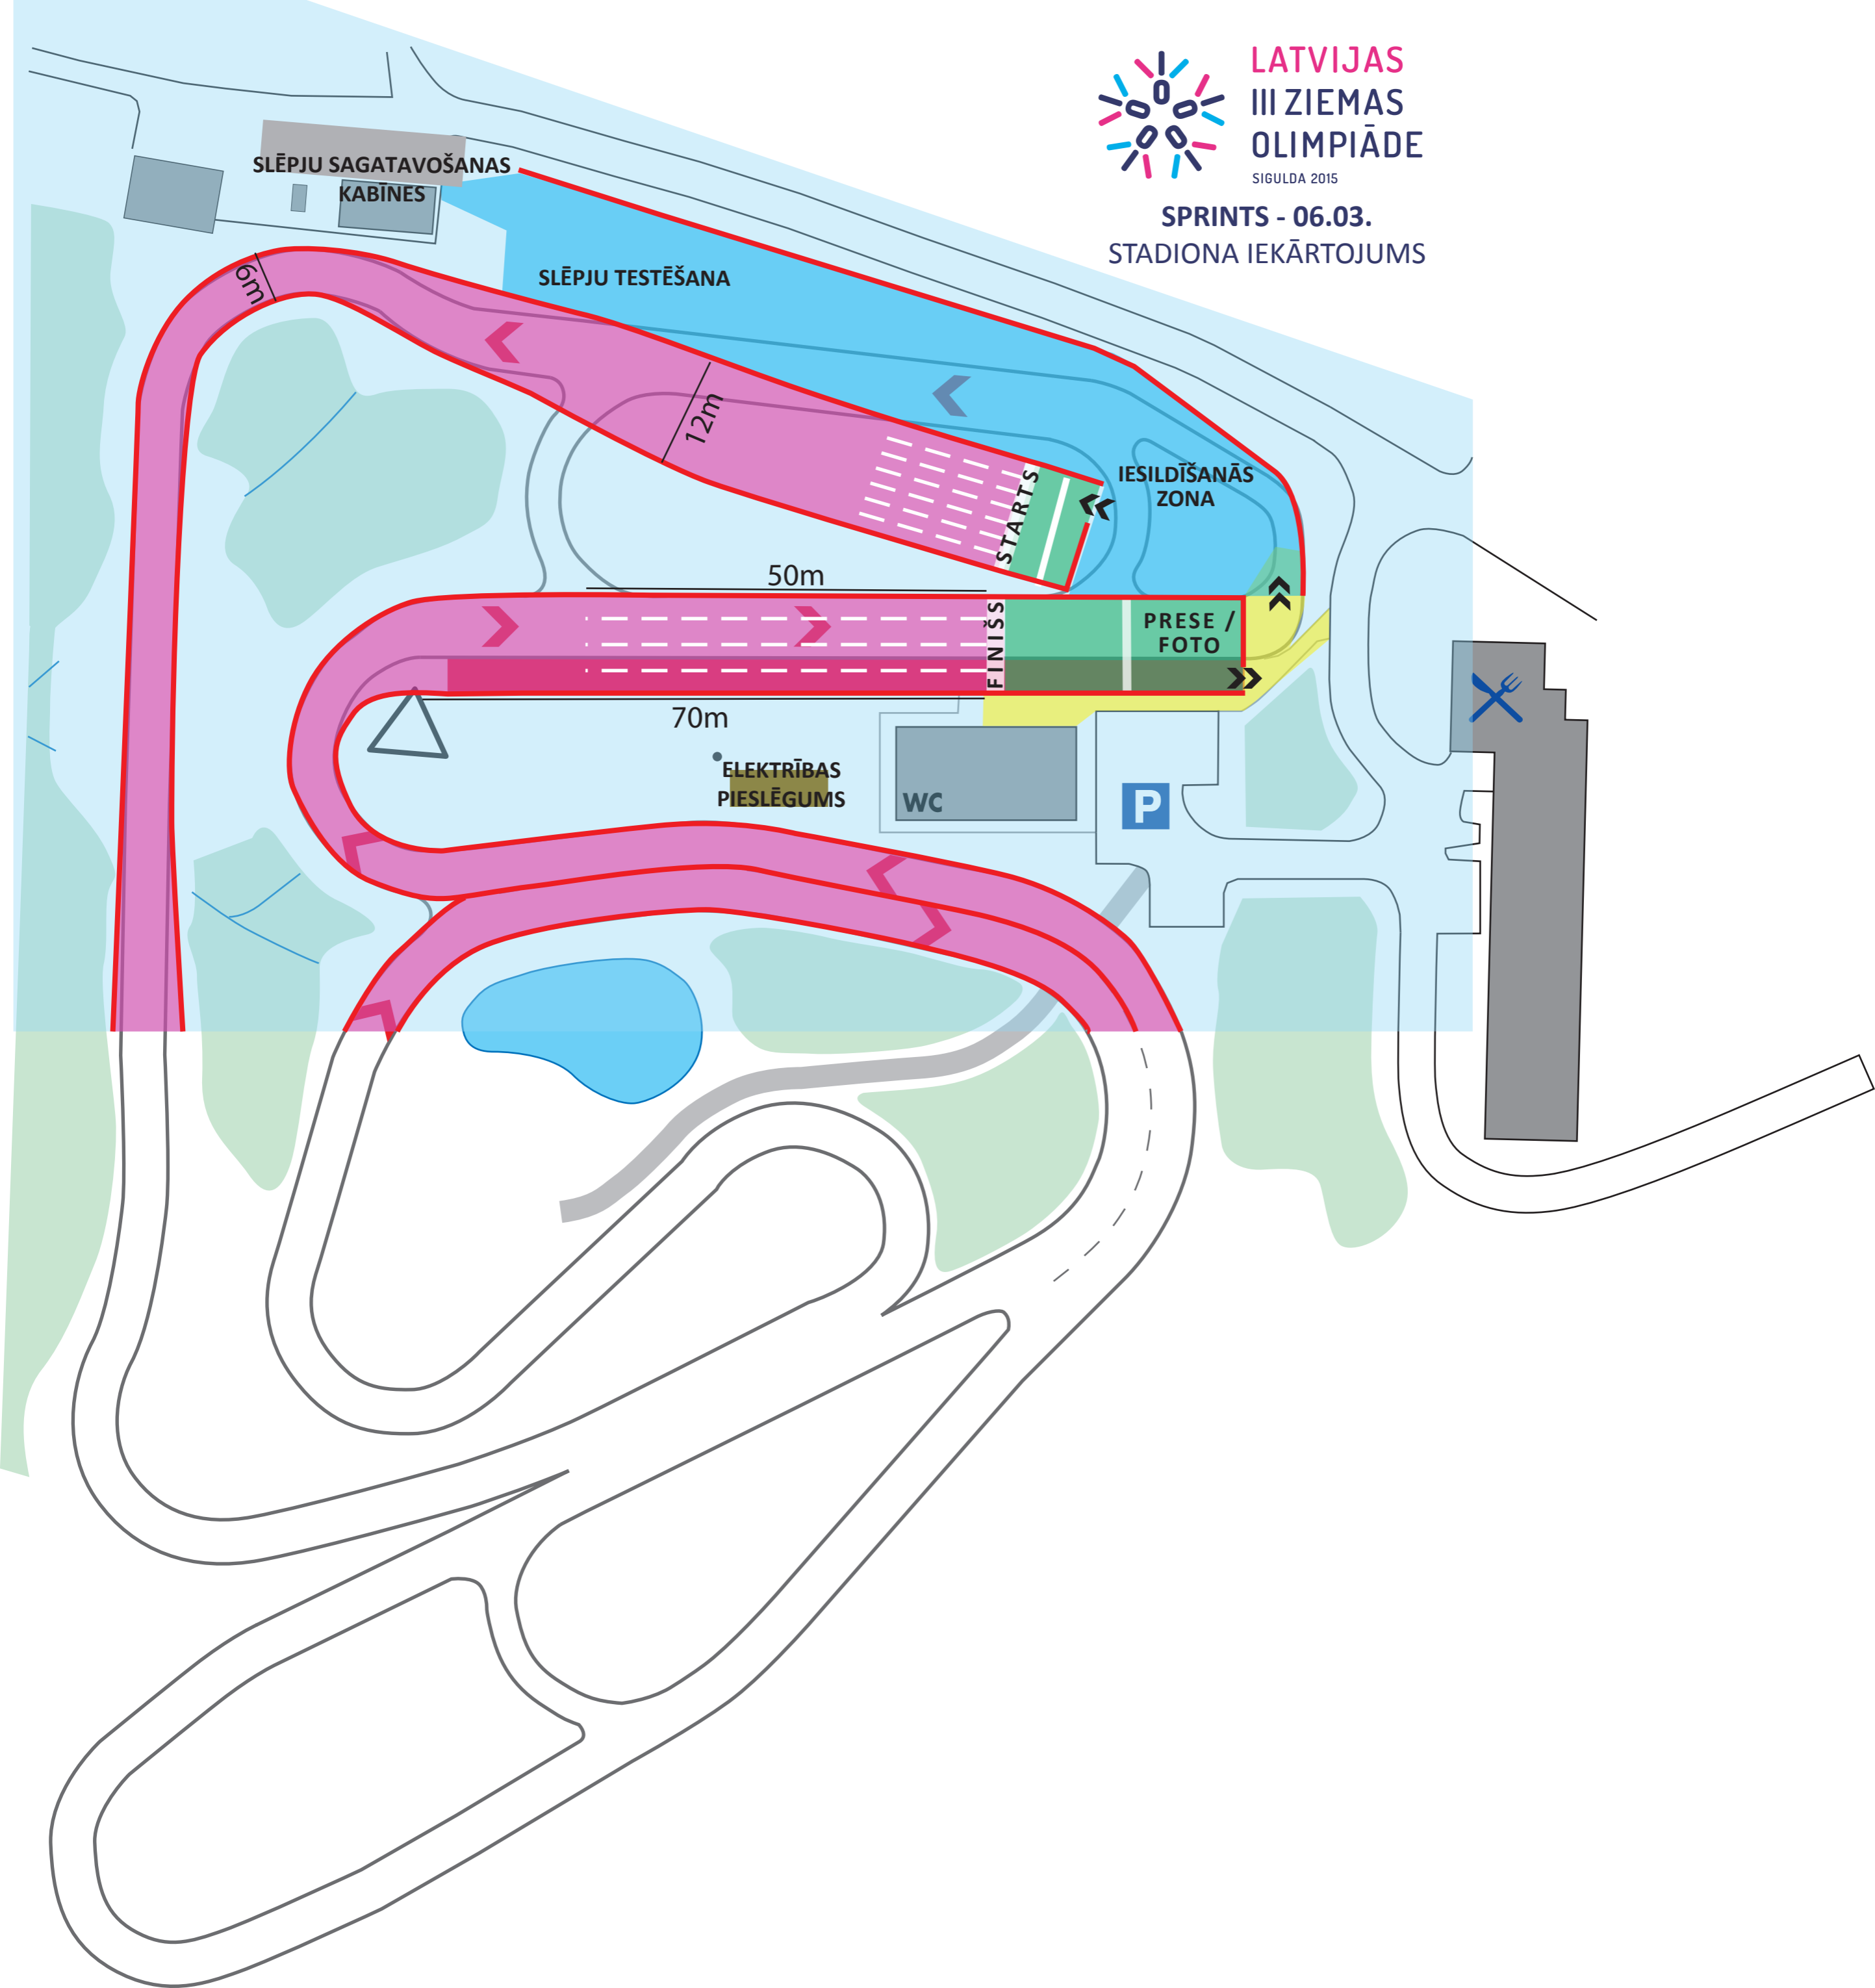 LATVIJAS
III ZIEMAS
OLIMPIĀDE
SIGULDA 2015
SPRINTS - 06.03.
STADIONA IEKĀRTOJUMS
SLĒPJU SAGATAVOŠANAS
KABĪNES
SLĒPJU TESTĒŠANA
6m
12m
STARTS
IESILDĪŠANĀS
ZONA
50m
FINIŠS
PRESE /
FOTO
70m
ELEKTRĪBAS
PIESLĒGUMS
WC
P